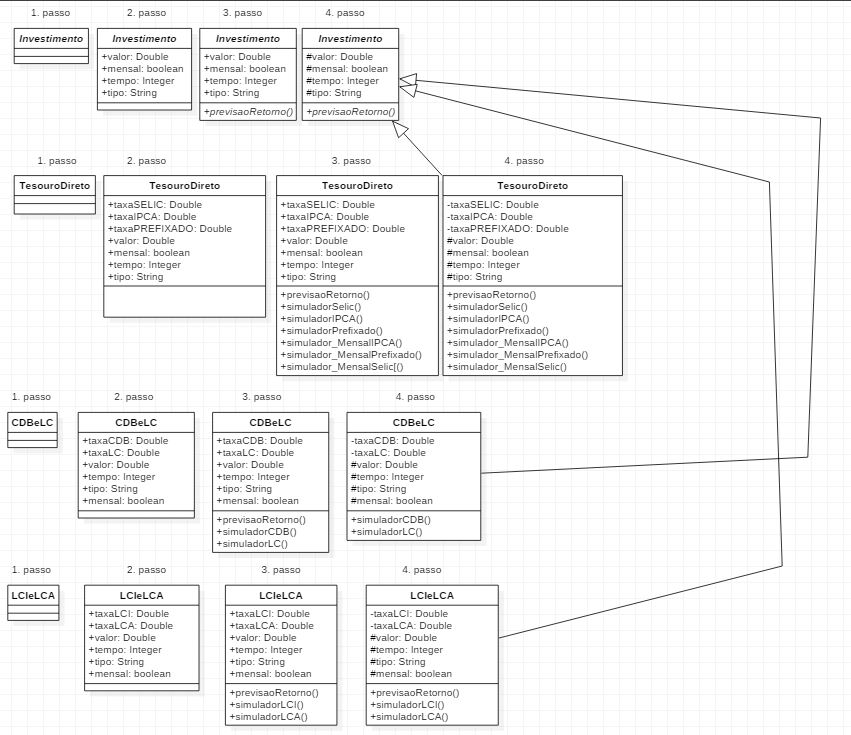 1. passo
2. passo
3. passo
4. passo
Investimento
Investimento
+valor: Double
+mensal: boolean
+tempo: Integer
+tipo: String
Investimento
+valor: Double
+mensal: boolean
+tempo: Integer
+tipo: String
+previsaoRetorno()
Investimento
#valor: Double
#mensal: boolean
#tempo: Integer
#tipo: String
+previsaoRetorno()
1. passo
2. passo
3. passo
4. passo
TesouroDireto
TesouroDireto
+taxaSELIC: Double
+taxaIPCA: Double
+taxaPREFIXADO: Double
+valor: Double
+mensal: boolean
+tempo: Integer
+tipo: String
TesouroDireto
+taxaSELIC: Double
+taxaIPCA: Double
+taxaPREFIXADO: Double
+valor: Double
+mensal: boolean
+tempo: Integer
+tipo: String
+previsaoRetorno()
+simuladorSelic()
+simuladorIPCA()
+simuladorPrefixado()
+simulador_MensalIPCA()
+simulador_MensalPrefixado()
+simulador_MensalSelic[()
TesouroDireto
-taxaSELIC: Double
-taxaIPCA: Double
-taxaPREFIXADO: Double
#valor: Double
#mensal: boolean
#tempo: Integer
#tipo: String
+previsaoRetorno()
+simuladorSelic()
+simuladorIPCA()
+simuladorPrefixado()
+simulador_MensalIPCA()
+simulador_MensalPrefixado()
+simulador_MensalSelic()
1. passo
2. passo
3. passo
4. passo
CDBeLC
CDBeLC
+taxaCDB: Double
+taxaLC: Double
+valor: Double
+tempo: Integer
+tipo: String
+mensal: boolean
CDBeLC
+taxaCDB: Double
+taxaLC: Double
+valor: Double
+tempo: Integer
+tipo: String
+mensal: boolean
+previsaoRetorno()
+simuladorCDB()
+simuladorLC()
CDBeLC
-taxaCDB: Double
-taxaLC: Double
#valor: Double
#tempo: Integer
#tipo: String
#mensal: boolean
+simuladorCDB()
+simuladorLC()
1. passo
2. passo
3. passo
4. passo
LCIeLCA
LCIeLCA
+taxaLCI: Double
+taxaLCA: Double
+valor: Double
+tempo: Integer
+tipo: String
+mensal: boolean
LCIeLCA
+taxaLCI: Double
+taxaLCA: Double
+valor: Double
+tempo: Integer
+tipo: String
+mensal: boolean
+previsaoRetorno()
+simuladorLCI()
+simuladorLCA()
LCIeLCA
-taxaLCI: Double
-taxaLCA: Double
#valor: Double
#tempo: Integer
#tipo: String
#mensal: boolean
+previsaoRetorno()
+simuladorLCI()
+simuladorLCA()